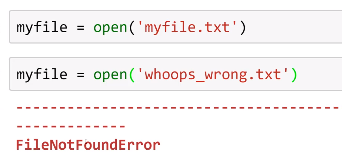 myfile = open('myfile.txt')
myfile = open('whoops_wrong.txt')
---------------------------------------
-------------
FileNotFoundError